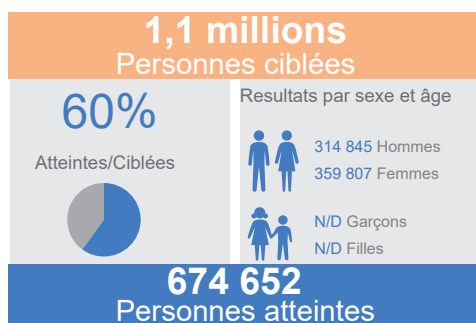 1,1 millions
Personnes ciblées
60%
Atteintes/Ciblées
Resultats par sexe et âge
314 845 Hommes
359 807 Femmes
N/D Garçons
N/D Filles
674 652
Personnes atteintes